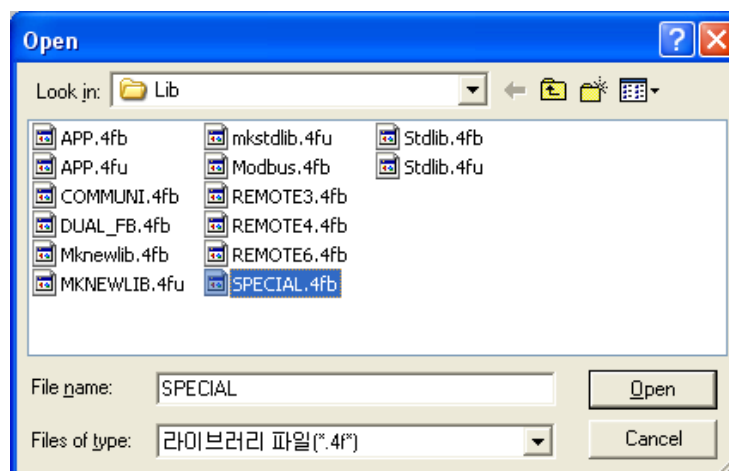 Open
Look in: Lib
APP.4fb
APP.4fu
COMMUNI.4fb
DUAL_FB.4fb
Mknewlib.4fb
MKNEWLIB.4fu
mkstdlib.4fu
Modbus.4fb
REMOTE3.4fb
REMOTE4.4fb
REMOTE6.4fb
SPECIAL.4fb
Stdlib.4fb
Stdlib.4fu
File name: SPECIAL
Open
Files of type: 라이브러리 파일(*.4f*)
Cancel